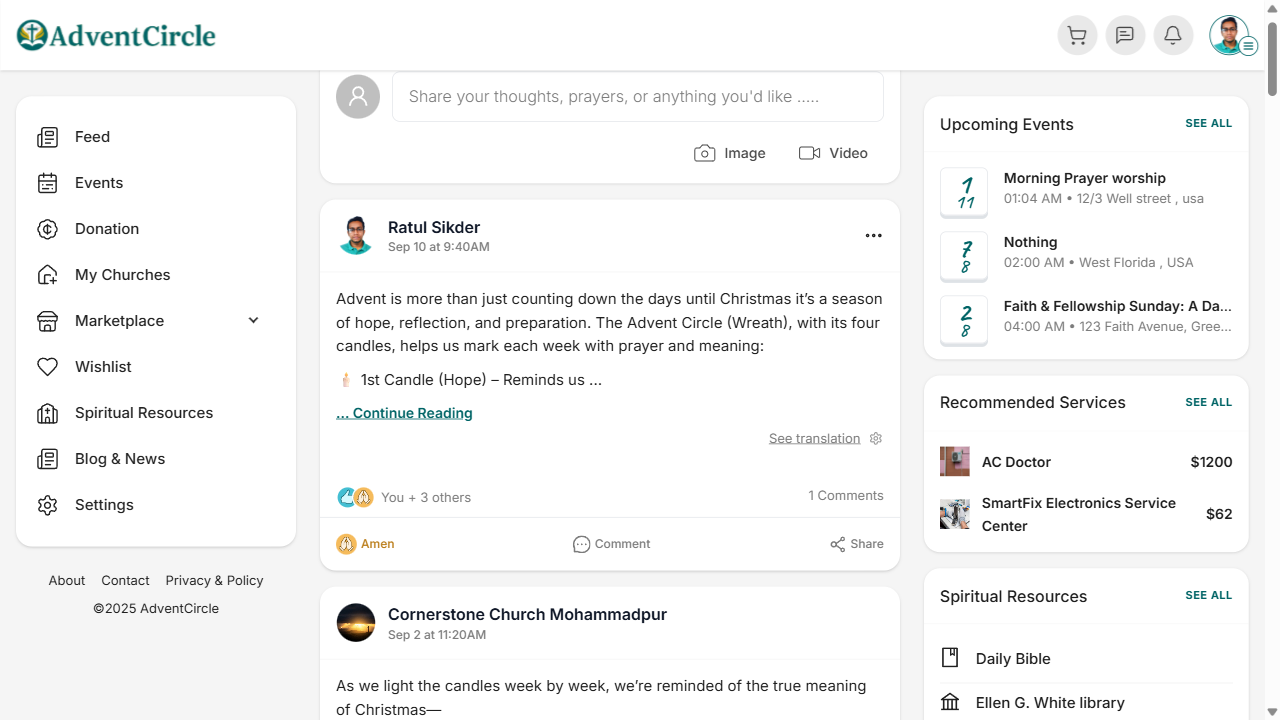 AdventCircle
Feed
Events
Donation
My Churches
Marketplace
Wishlist
Spiritual Resources
Blog & News
Settings
About Contact Privacy & Policy
©2025 AdventCircle
Share your thoughts, prayers, or anything you'd like .....
Image Video
Ratul Sikder
Sep 10 at 9:40AM
Advent is more than just counting down the days until Christmas it’s a season
of hope, reflection, and preparation. The Advent Circle (Wreath), with its four
candles, helps us mark each week with prayer and meaning:
1st Candle (Hope) – Reminds us ...
... Continue Reading
See translation
You + 3 others
1 Comments
Amen Comment Share
Cornerstone Church Mohammadpur
Sep 2 at 11:20AM
As we light the candles week by week, we’re reminded of the true meaning
of Christmas—
Upcoming Events SEE ALL
1
11
Morning Prayer worship
01:04 AM • 12/3 Well street , usa
7
8
Nothing
02:00 AM • West Florida , USA
2
8
Faith & Fellowship Sunday: A Da...
04:00 AM • 123 Faith Avenue, Gree...
Recommended Services SEE ALL
AC Doctor $1200
SmartFix Electronics Service
Center
$62
Spiritual Resources SEE ALL
Daily Bible
Ellen G. White library